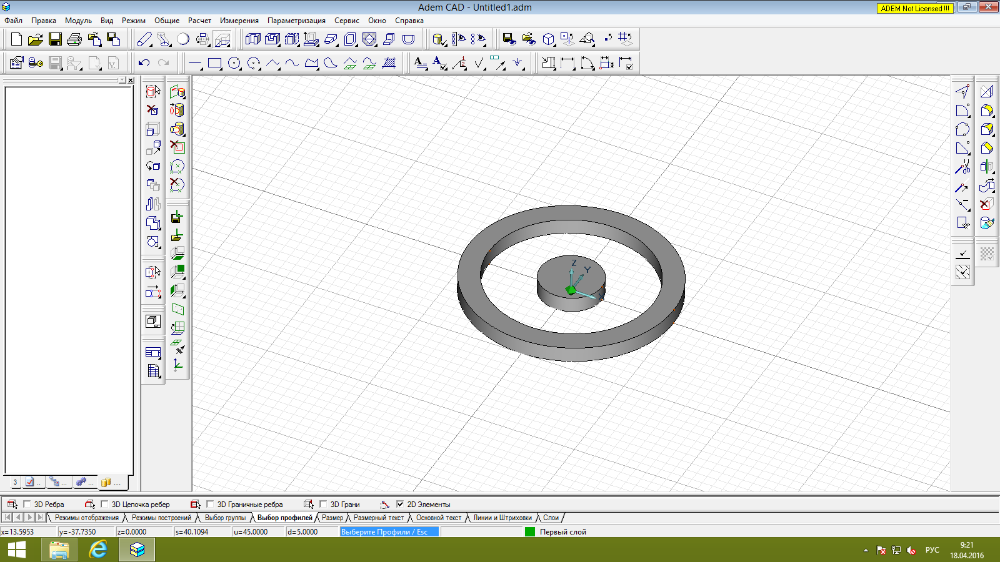 Adem CAD - Untitled1.adm
ADEM Not Licensed !!!
Файл Правка Модуль Вид Режим Общие Расчет Измерения Параметризация Сервис Окно Справка
Z
Y
X
3 .. ... ... ...
3D Ребра 3D Цепочка ребер 3D Граничные ребра 3D Грани 2D Элементы
Режимы отображения Режимы построений Выбор группы Выбор профилей Размер Размерный текст Основной текст Линии и Штриховки Слои
x=13.5953 y=-37.7350 z=0.0000 s=40.1094 u=45.0000 d=5.0000 Выберите Профили / Esc Первый слой
РУС
9:21
18.04.2016